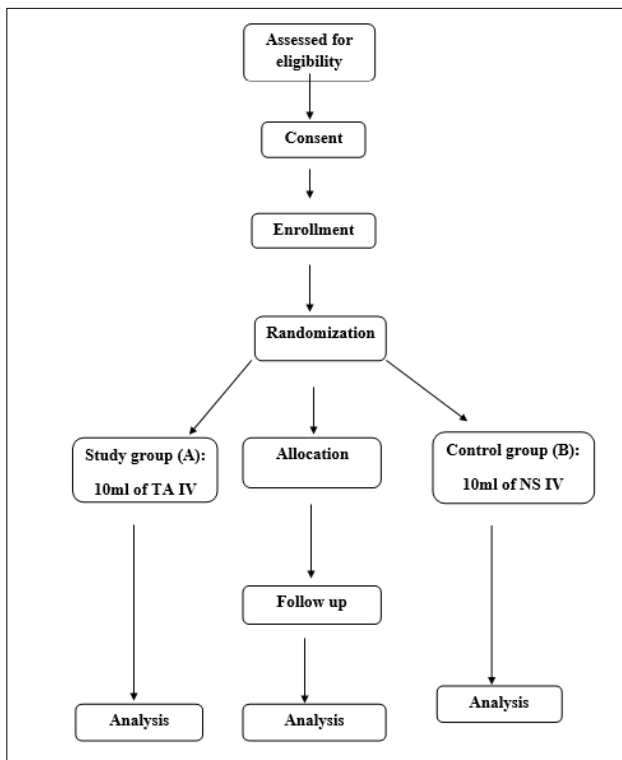 Assessed for
eligibility
Consent
Enrollment
Randomization
Study group (A):
10ml of TA IV
Allocation
Control group (B):
10ml of NS IV
Follow up
Analysis
Analysis
Analysis